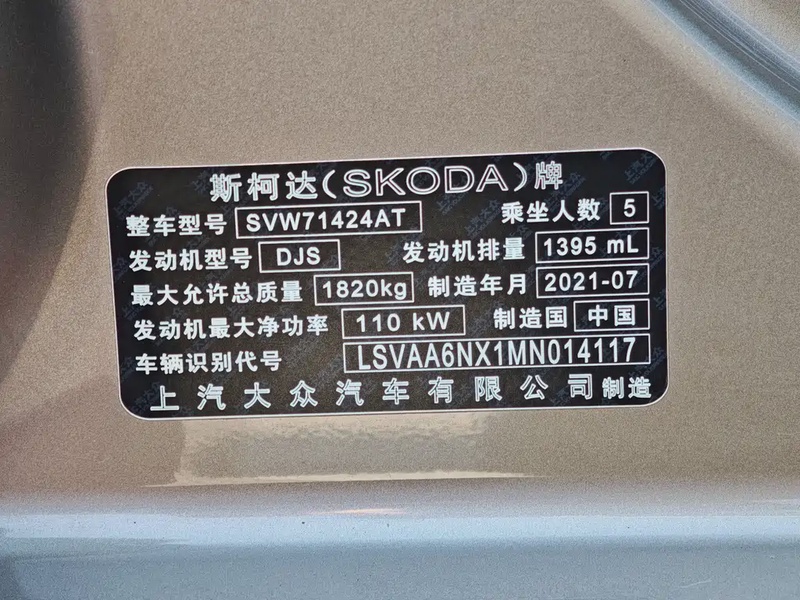 斯柯达(SKODA)牌
整车型号 SVW71424AT 乘坐人数 5
发动机型号 DJS 发动机排量 1395 mL
最大允许总质量 1820kg 制造年月 2021-07
发动机最大净功率 110 kW 制造国 中国
车辆识别代号 LSVAA6NX1MN014117
上汽大众汽车有限公司制造